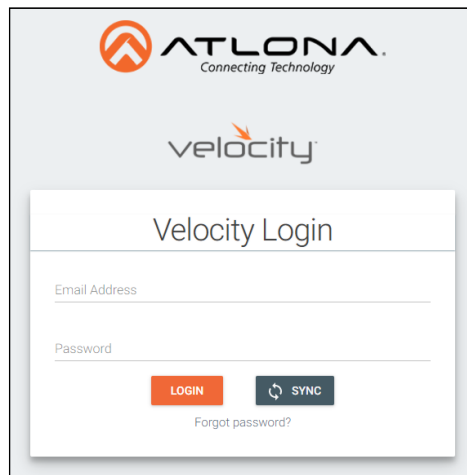 ATLONA.
Connecting Technology
velocity
Velocity Login
Email Address
Password
LOGIN
SYNC
Forgot password?